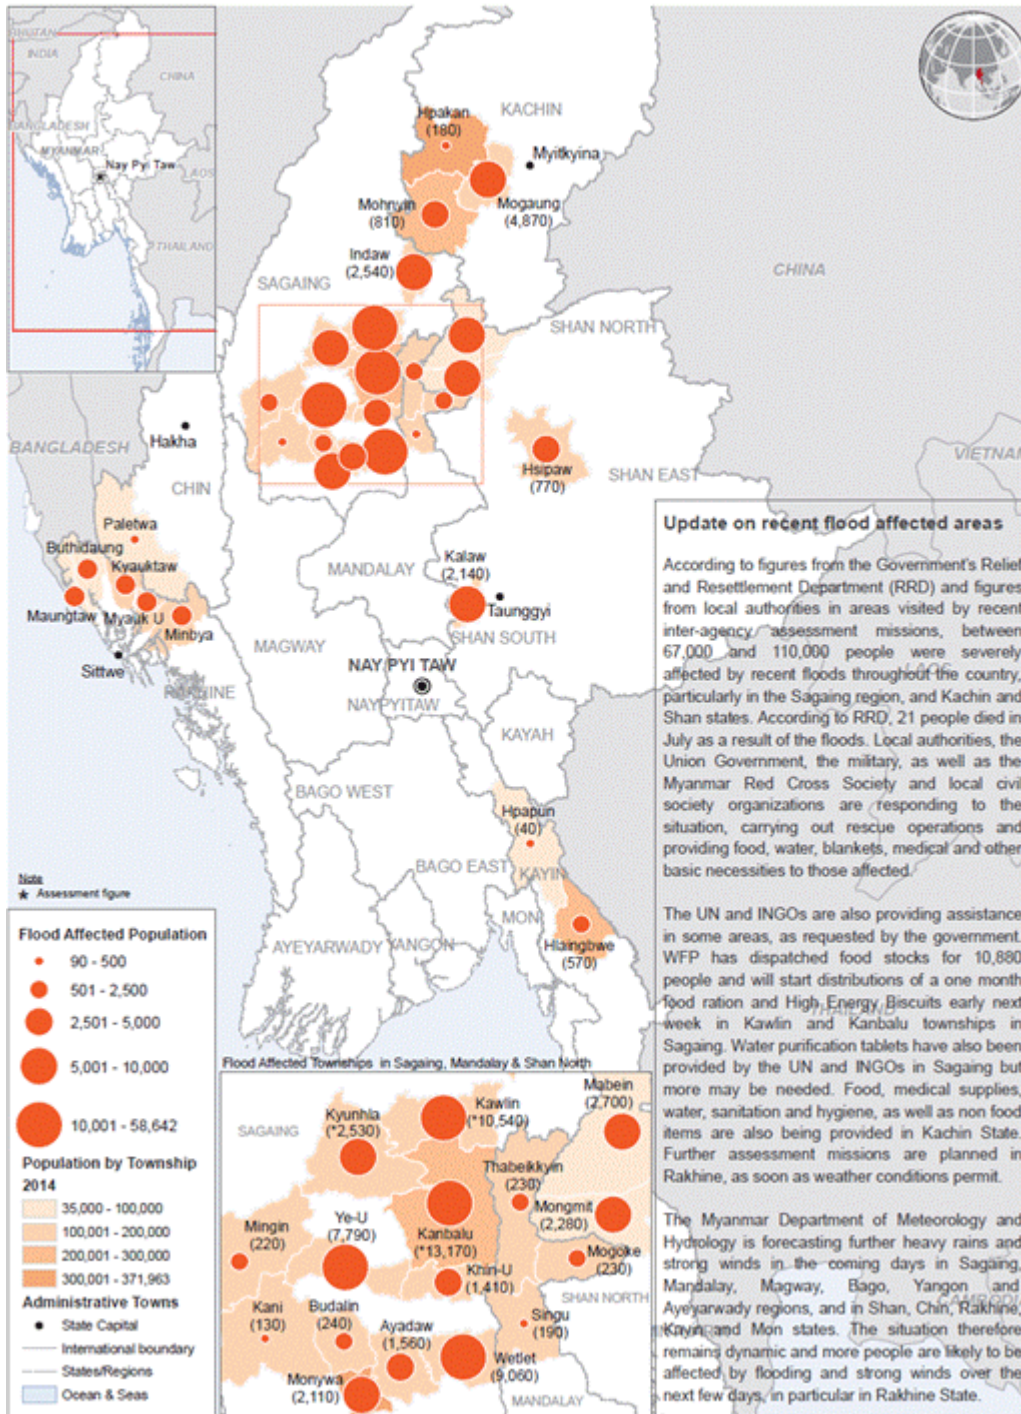 BHUTAN
INDIA
CHINA
BANGLADESH
MYANMAR
Nay Pyi Taw
LAOS
THAILAND
KACHIN
Hpakan
(180)
Myitkyina
Mohnyin
(810)
Mogaung
(4,870)
Indaw
(2,540)
SAGAING
CHINA
SHAN NORTH
BANGLADESH
Hakha
CHIN
Hsipaw
(770)
SHAN EAST
VIETNAM
Paletwa
Buthidaung
Kyauktaw
Maungtaw
Myauk U
Minbya
Sittwe
RAKHINE
MANDALAY
Kalaw
(2,140)
Taunggyi
SHAN SOUTH
MAGWAY
NAY PYI TAW
NAYPYITAW
KAYAH
BAGO WEST
Hpapun
(40)
BAGO EAST
KAYIN
MON
Hlaingbwe
(570)
AYEYARWADY
YANGON
LAOS
THAILAND
Update on recent flood affected areas
According to figures from the Government's Relief
and Resettlement Department (RRD) and figures
from local authorities in areas visited by recent
inter-agency assessment missions, between
67,000 and 110,000 people were severely
affected by recent floods throughout the country,
particularly in the Sagaing region, and Kachin and
Shan states. According to RRD, 21 people died in
July as a result of the floods. Local authorities, the
Union Government, the military, as well as the
Myanmar Red Cross Society and local civil
society organizations are responding to the
situation, carrying out rescue operations and
providing food, water, blankets, medical and other
basic necessities to those affected.
The UN and INGOs are also providing assistance
in some areas, as requested by the government.
WFP has dispatched food stocks for 10,880
people and will start distributions of a one month
food ration and High Energy Biscuits early next
week in Kawlin and Kanbalu townships in
Sagaing. Water purification tablets have also been
provided by the UN and INGOs in Sagaing but
more may be needed. Food, medical supplies,
water, sanitation and hygiene, as well as non food
items are also being provided in Kachin State.
Further assessment missions are planned in
Rakhine, as soon as weather conditions permit.
The Myanmar Department of Meteorology and
Hydrology is forecasting further heavy rains and
strong winds in the coming days in Sagaing,
Mandalay, Magway, Bago, Yangon and
Ayeyarwady regions, and in Shan, Chin, Rakhine,
Kayin and Mon states. The situation therefore
remains dynamic and more people are likely to be
affected by flooding and strong winds over the
next few days, in particular in Rakhine State.
Note
★ Assessment figure
Flood Affected Population
90 - 500
501 - 2,500
2,501 - 5,000
5,001 - 10,000
10,001 - 58,642
Population by Township
2014
35,000 - 100,000
100,001 - 200,000
200,001 - 300,000
300,001 - 371,963
Administrative Towns
State Capital
International boundary
States/Regions
Ocean & Seas
Flood Affected Townships in Sagaing, Mandalay & Shan North
SAGAING
Kyunhla
(*2,530)
Kawlin
(*10,540)
Mabein
(2,700)
Thabeikkyin
(230)
Mongmit
(2,280)
Mingin
(220)
Ye-U
(7,790)
Kanbalu
(*13,170)
Mogoke
(230)
Khin-U
(1,410)
SHAN NORTH
Kani
(130)
Budalin
(240)
Ayadaw
(1,560)
Singu
(190)
Wetlet
(9,060)
Monywa
(2,110)
MANDALAY